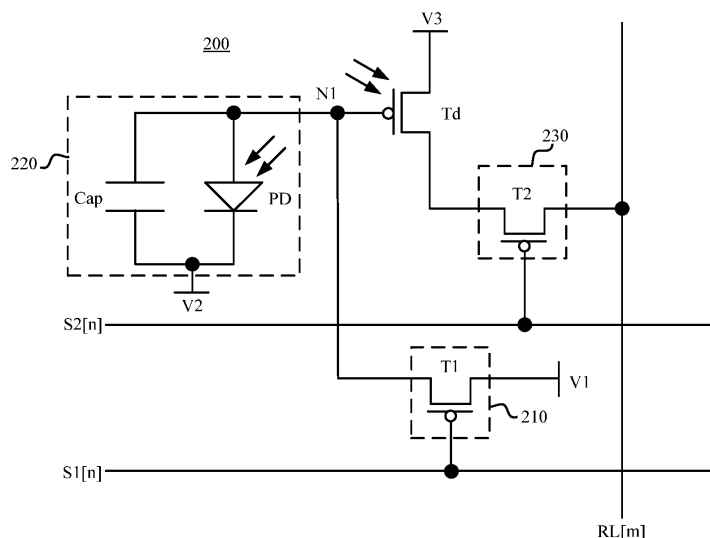 V3
200
N1
Td
230
220
T2
Cap
PD
V2
S2[n]
T1
V1
210
S1[n]
RL[m]